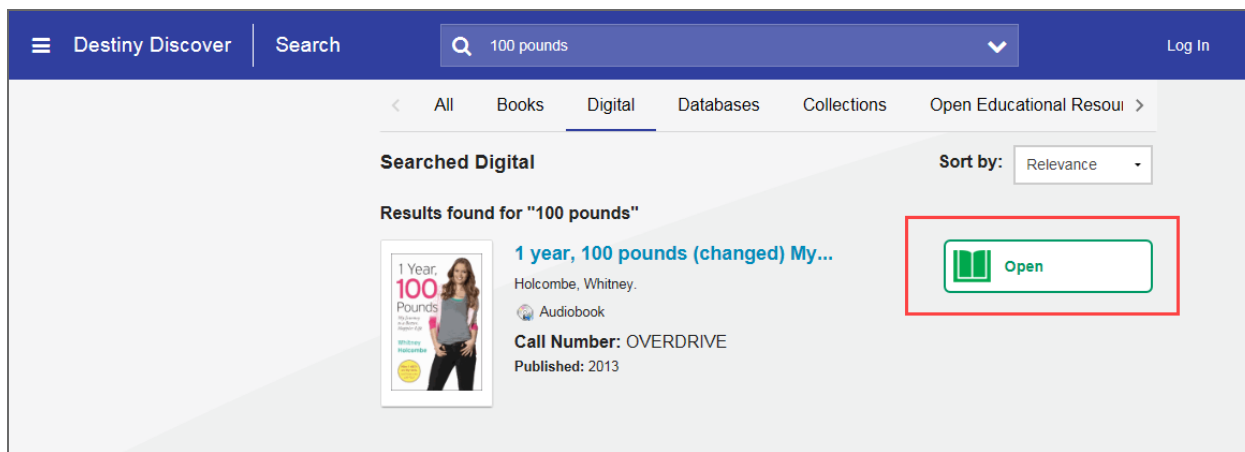 Destiny Discover Search 100 pounds Log In
All Books Digital Databases Collections Open Educational Resour
Searched Digital Sort by: Relevance
Results found for "100 pounds"
1 year, 100 pounds (changed) My...
Holcombe, Whitney.
Audiobook
Call Number: OVERDRIVE
Published: 2013
Open
1 Year,
100
Pounds
Whitney
Holcombe